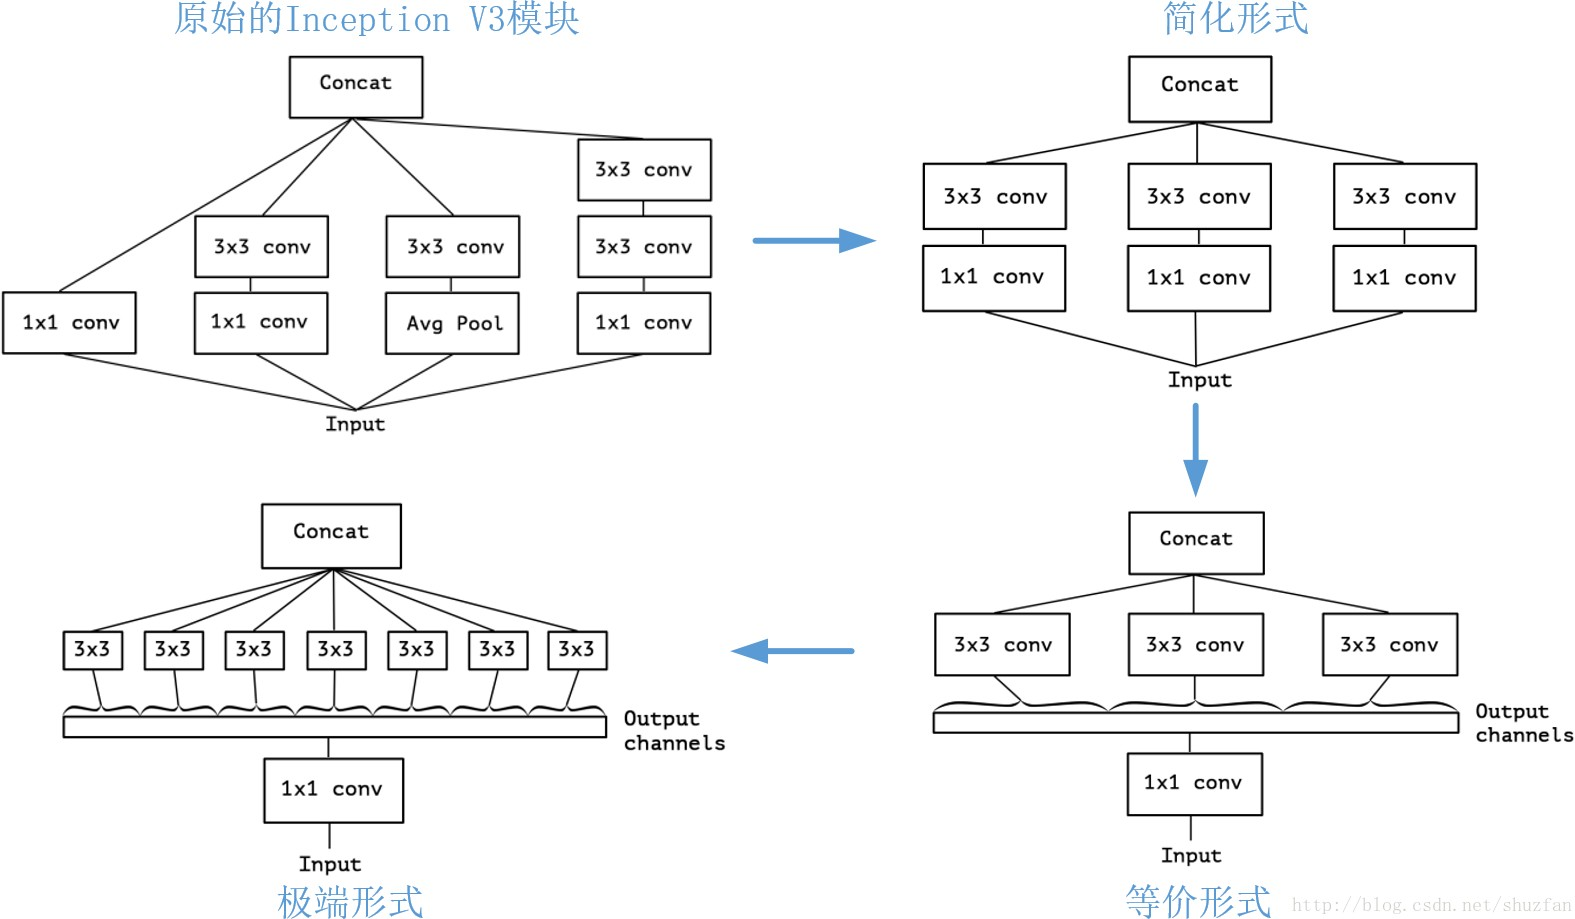 原始的Inception V3模块
Concat
3x3 conv
3x3 conv
3x3 conv
3x3 conv
1x1 conv
1x1 conv
Avg Pool
1x1 conv
Input
简化形式
Concat
3x3 conv
3x3 conv
3x3 conv
1x1 conv
1x1 conv
1x1 conv
Input
Concat
3x3 conv
3x3 conv
3x3 conv
Output
channels
1x1 conv
Input
等价形式
Concat
3x3
3x3
3x3
3x3
3x3
3x3
3x3
Output
channels
1x1 conv
Input
极端形式
http://blog.csdn.net/shuzfan